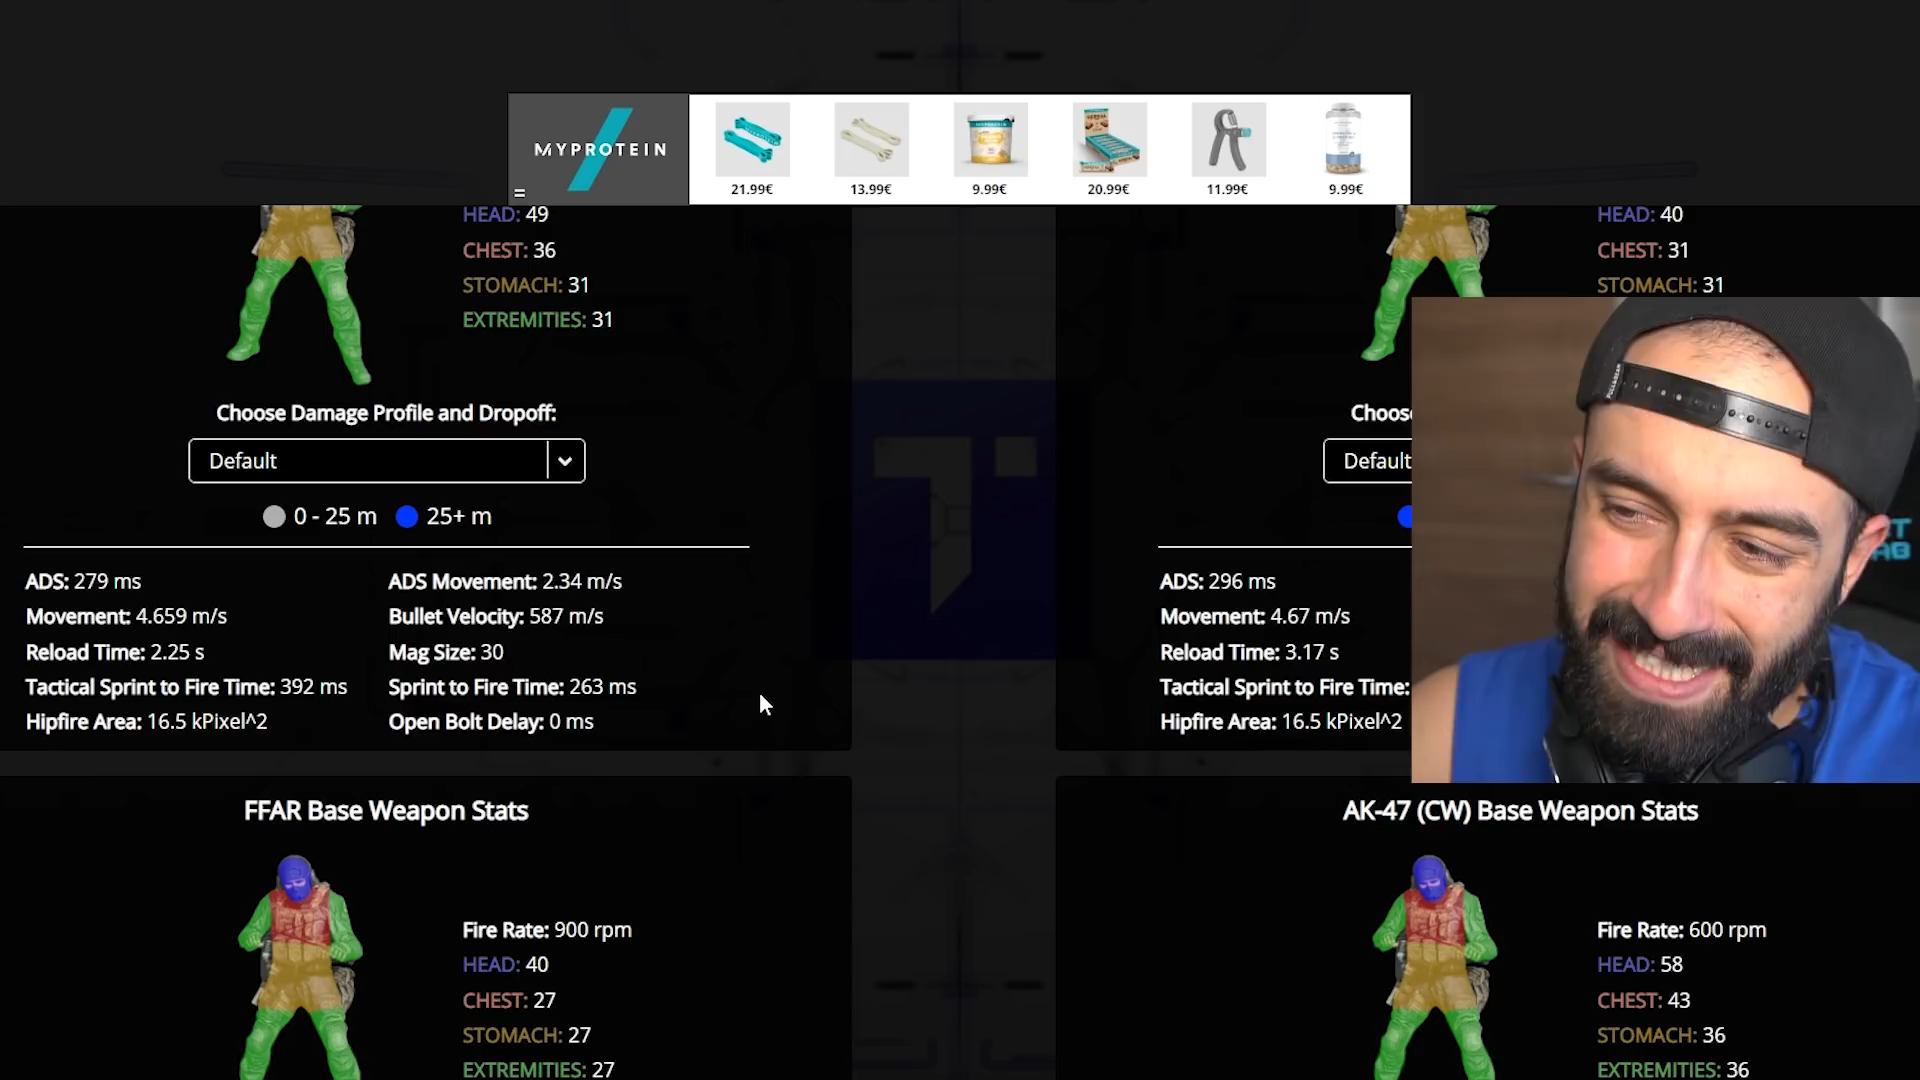 MYPROTEIN
21.99€
13.99€
9.99€
20.99€
11.99€
9.99€
HEAD: 49
CHEST: 36
STOMACH: 31
EXTREMITIES: 31
Choose Damage Profile and Dropoff:
Default
0 - 25 m
25+ m
ADS: 279 ms
ADS Movement: 2.34 m/s
Movement: 4.659 m/s
Bullet Velocity: 587 m/s
Reload Time: 2.25 s
Mag Size: 30
Tactical Sprint to Fire Time: 392 ms
Sprint to Fire Time: 263 ms
Hipfire Area: 16.5 kPixel^2
Open Bolt Delay: 0 ms
HEAD: 40
CHEST: 31
STOMACH: 31
Choos
Default
ADS: 296 ms
Movement: 4.67 m/s
Reload Time: 3.17 s
Tactical Sprint to Fire Time:
Hipfire Area: 16.5 kPixel^2
FFAR Base Weapon Stats
Fire Rate: 900 rpm
HEAD: 40
CHEST: 27
STOMACH: 27
EXTREMITIES: 27
AK-47 (CW) Base Weapon Stats
Fire Rate: 600 rpm
HEAD: 58
CHEST: 43
STOMACH: 36
EXTREMITIES: 36